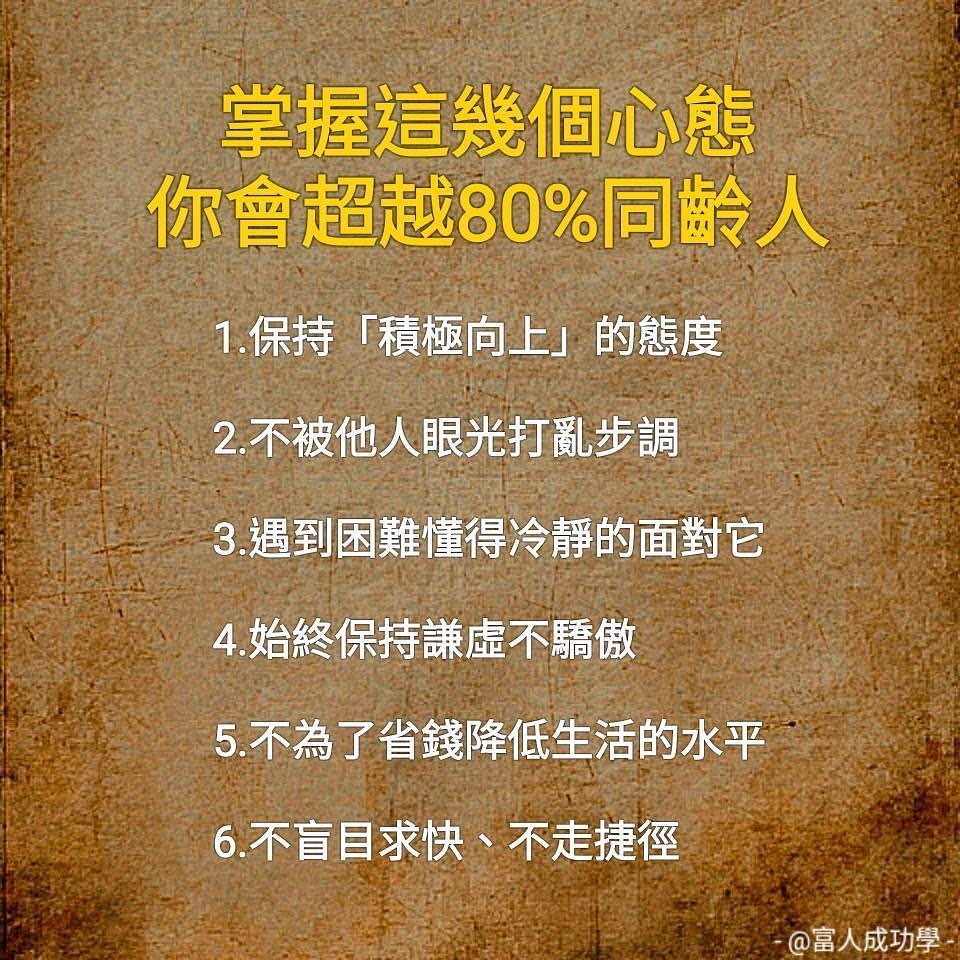 掌握這幾個心態
你會超越80%同齡人
1.保持「積極向上」的態度
2.不被他人眼光打亂步調
3.遇到困難懂得冷靜的面對它
4.始終保持謙虛不驕傲
5.不為了省錢降低生活的水平
6.不盲目求快、不走捷徑
- @富人成功學 -